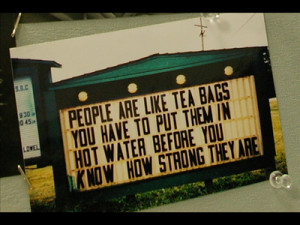 PEOPLE ARE LIKE TEA BAGS
YOU HAVE TO PUT THEM IN
HOT WATER BEFORE YOU
KNOW HOW STRONG THEY ARE